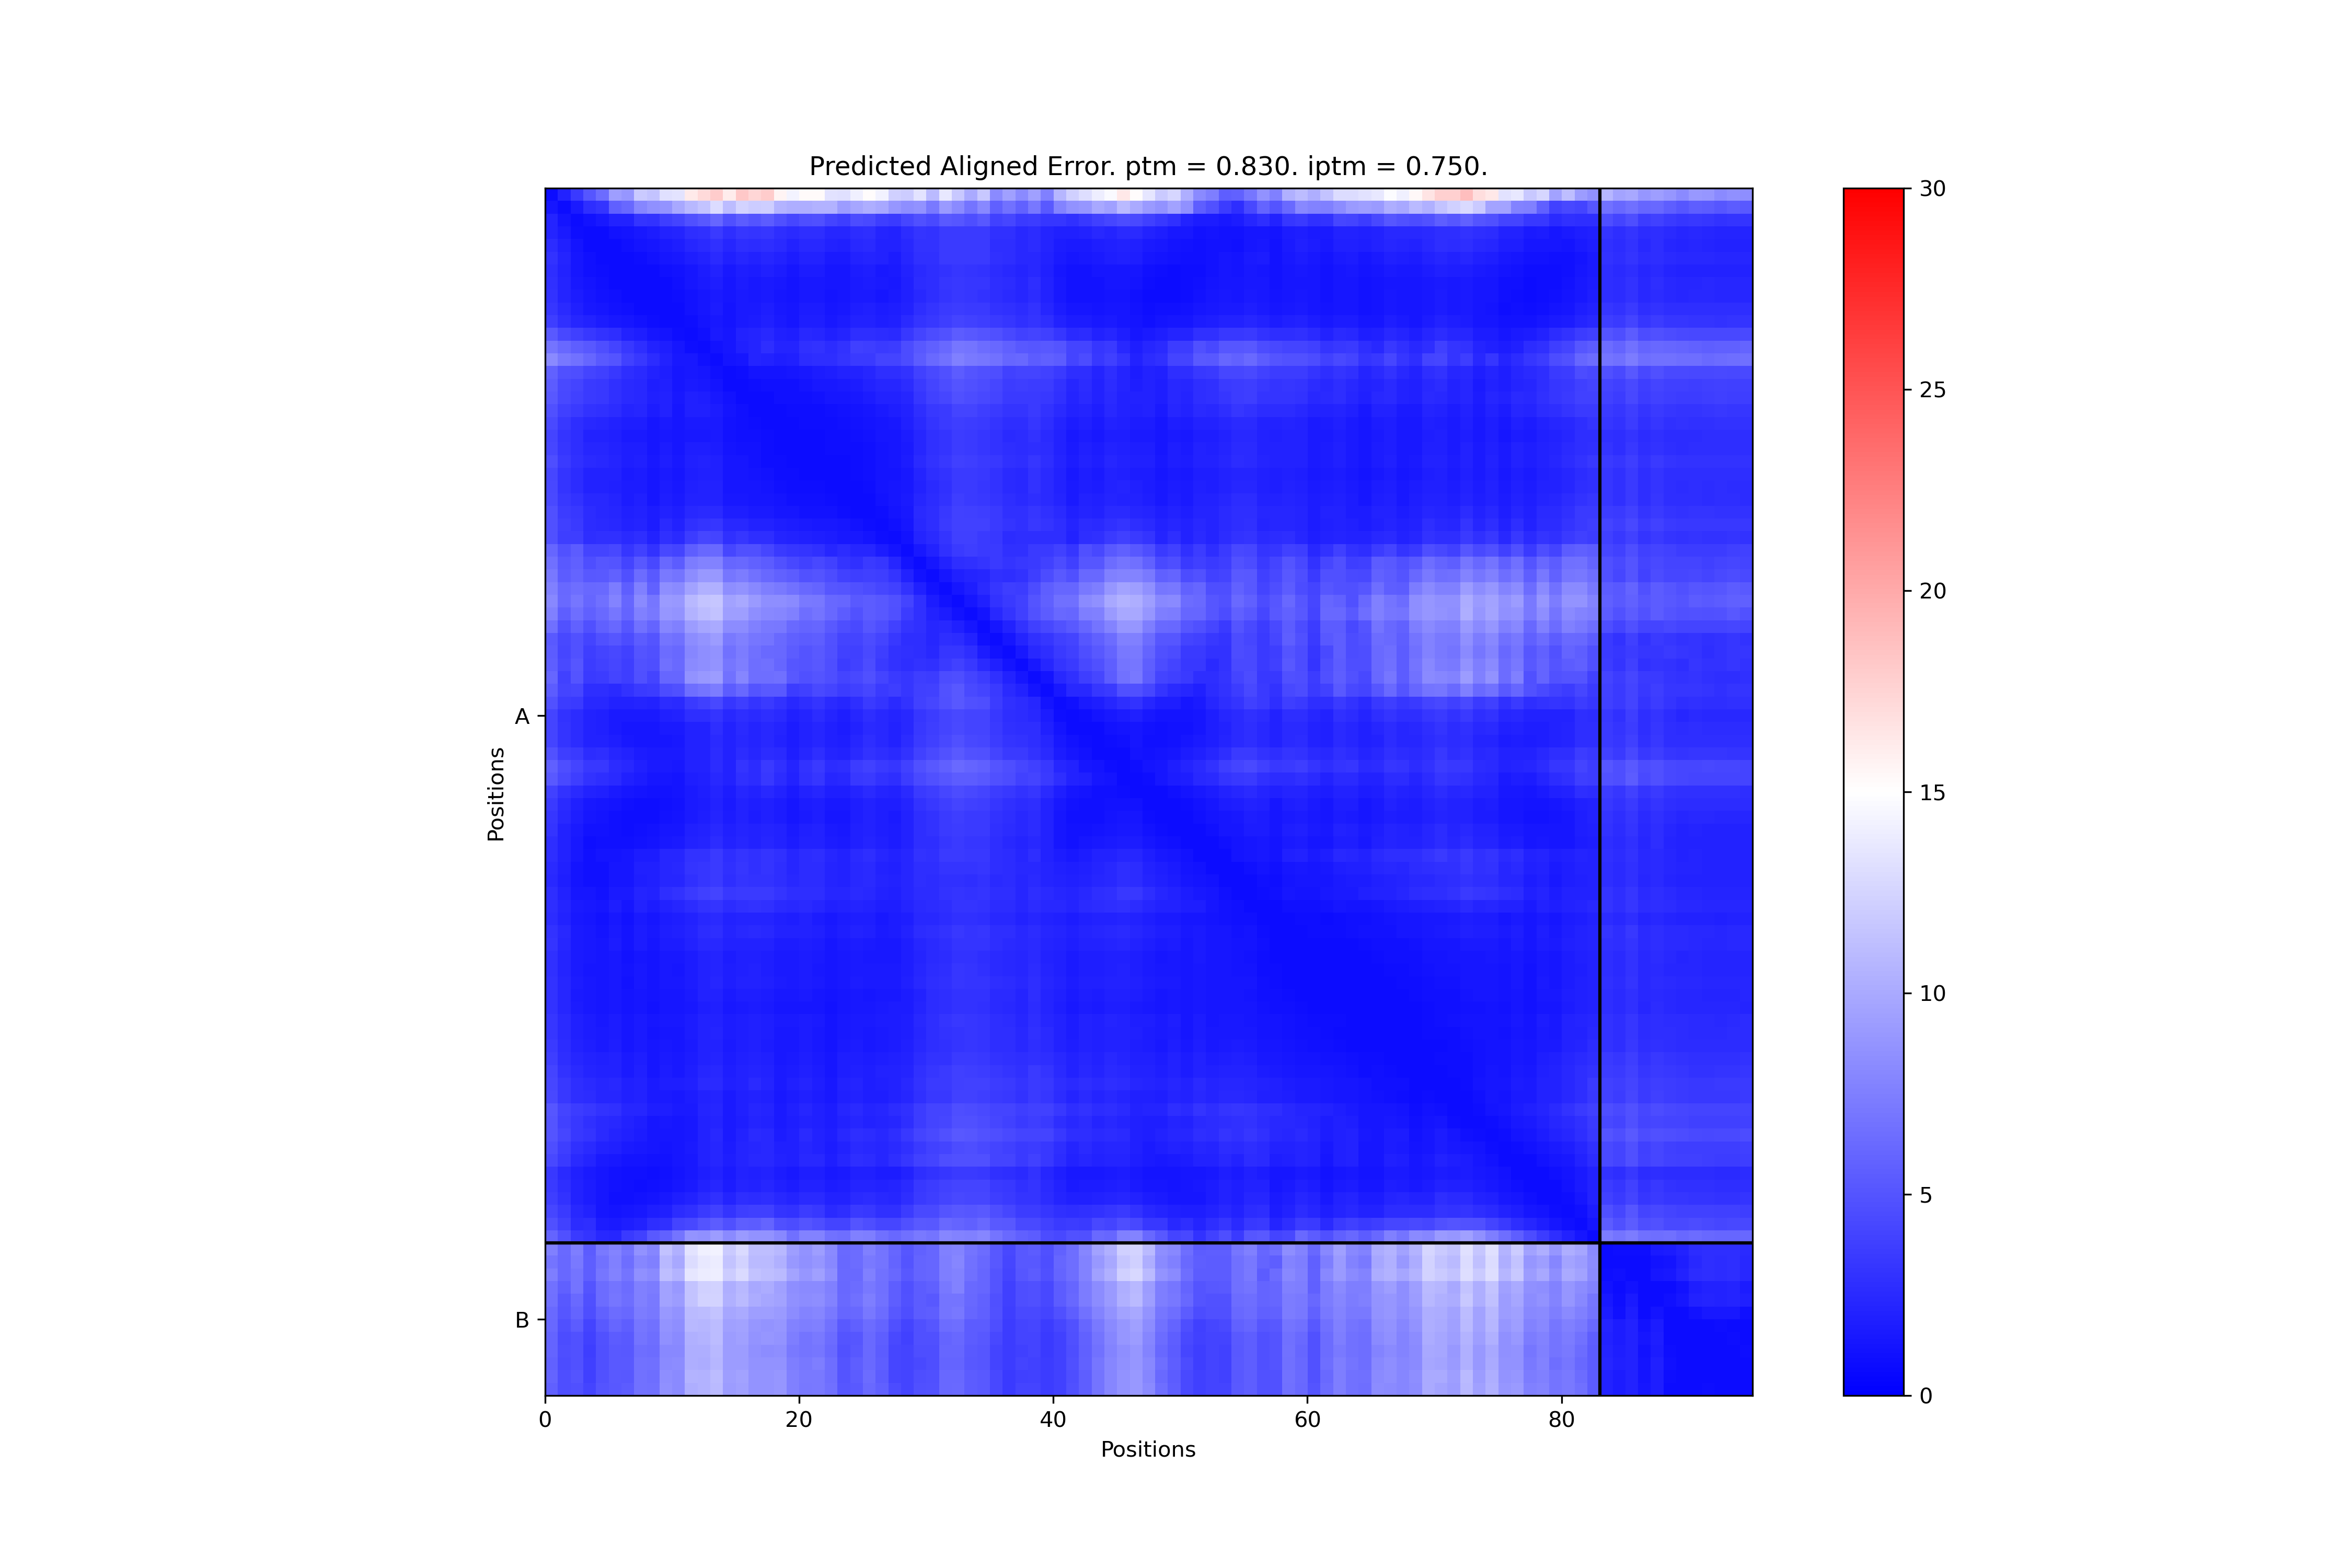 Predicted Aligned Error. ptm = 0.830. iptm = 0.750.
30
25
20
15
10
5
0
A
B
Positions
0 20 40 60 80
Positions